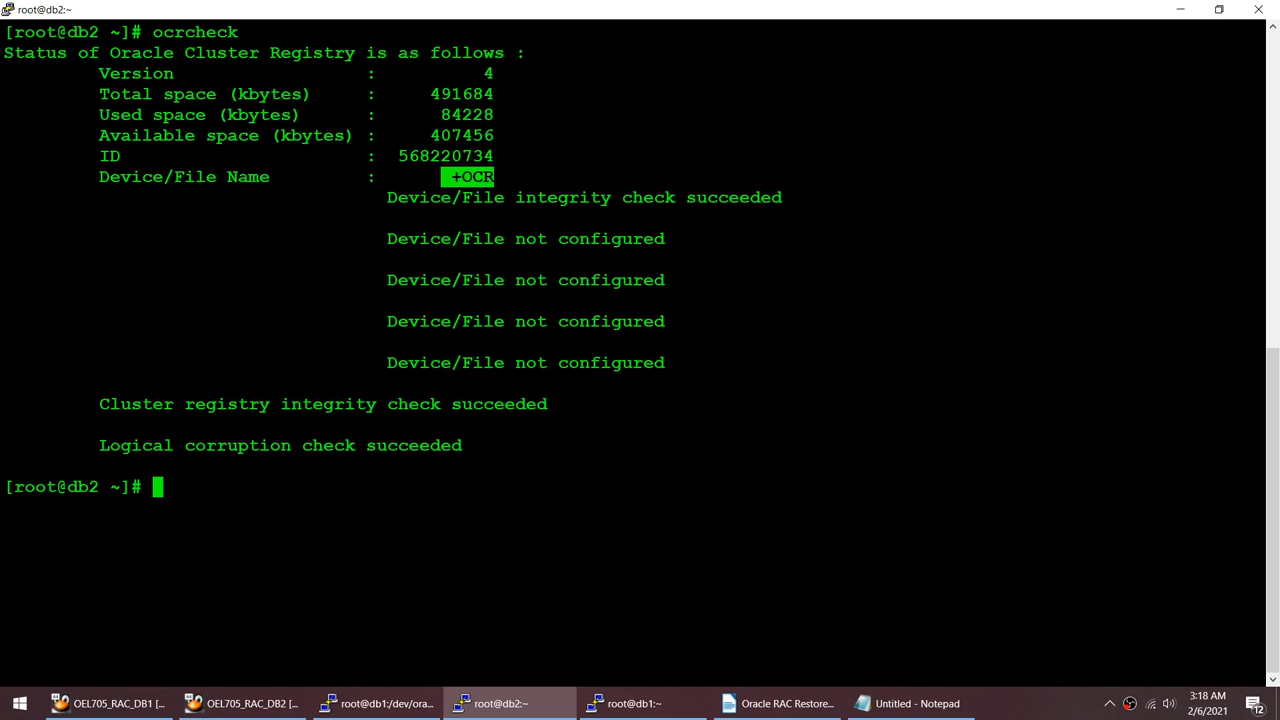 root@db2:~
[root@db2 ~]# ocrcheck
Status of Oracle Cluster Registry is as follows :
Version : 4
Total space (kbytes) : 491684
Used space (kbytes) : 84228
Available space (kbytes) : 407456
ID : 568220734
Device/File Name : +OCR
Device/File integrity check succeeded
Device/File not configured
Device/File not configured
Device/File not configured
Device/File not configured
Cluster registry integrity check succeeded
Logical corruption check succeeded
[root@db2 ~]#
OEL705_RAC_DB1 [... OEL705_RAC_DB2 [... root@db1:/dev/ora... root@db2:~ root@db1:~ Oracle RAC Restore... Untitled - Notepad 3:18 AM
2/6/2021 12